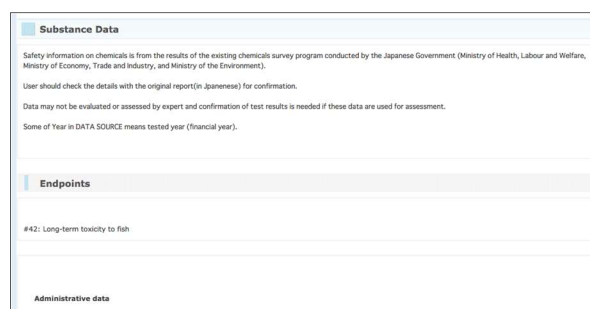 Substance Data
Safety information on chemicals is from the results of the existing chemicals survey program conducted by the Japanese Government (Ministry of Health, Labour and Welfare,
Ministry of Economy, Trade and Industry, and Ministry of the Environment).
User should check the details with the original report(in Jpanenese) for confirmation.
Data may not be evaluated or assessed by expert and confirmation of test results is needed if these data are used for assessment.
Some of Year in DATA SOURCE means tested year (financial year).
Endpoints
#42: Long-term toxicity to fish
Administrative data